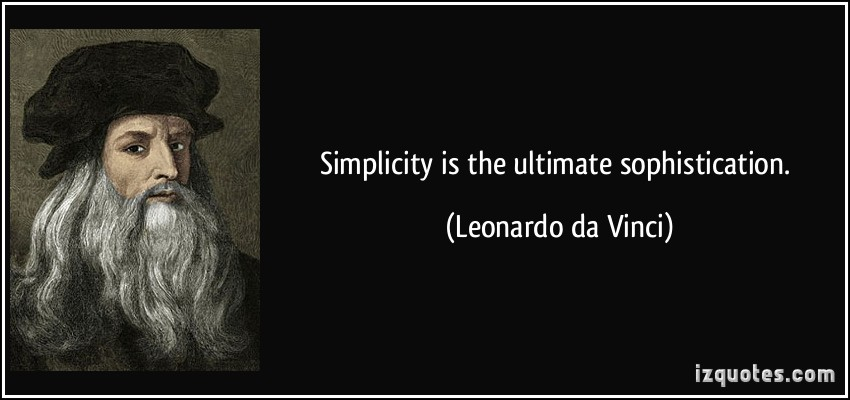 Simplicity is the ultimate sophistication.
(Leonardo da Vinci)
izquotes.com